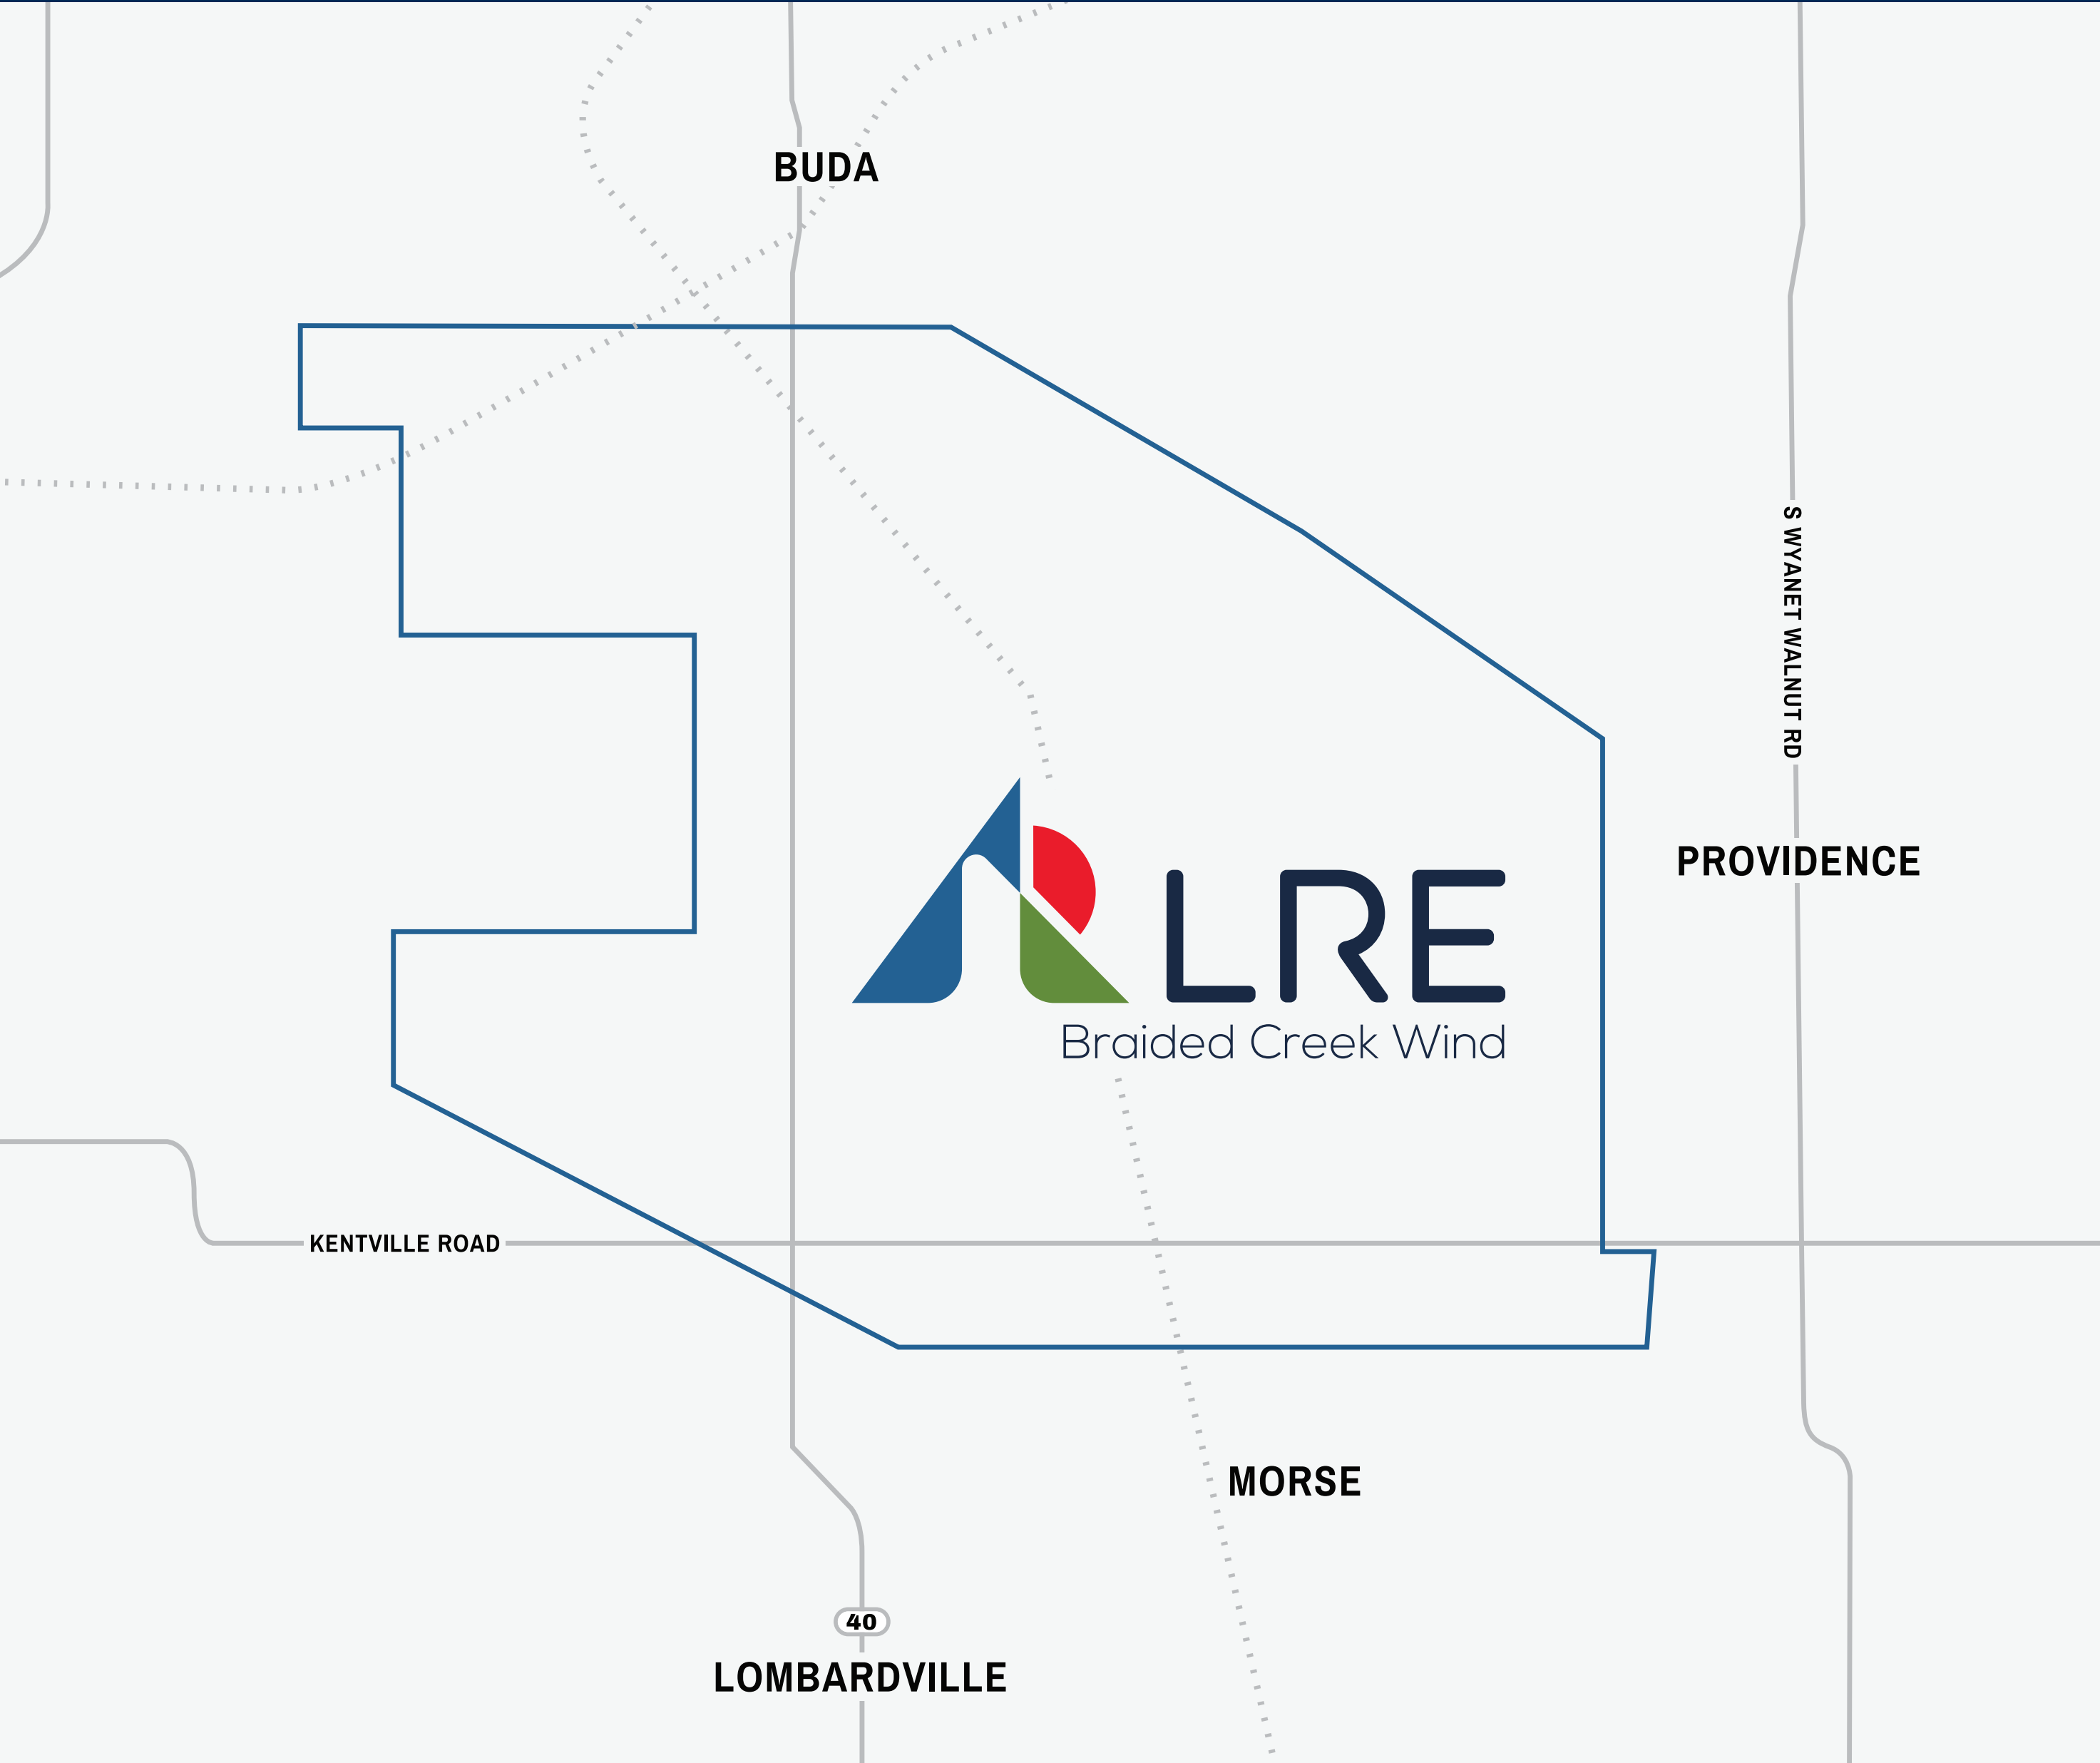 BUDA
S WYANET WALNUT RD
PROVIDENCE
LRE
Braided Creek Wind
KENTVILLE ROAD
MORSE
40
LOMBARDVILLE